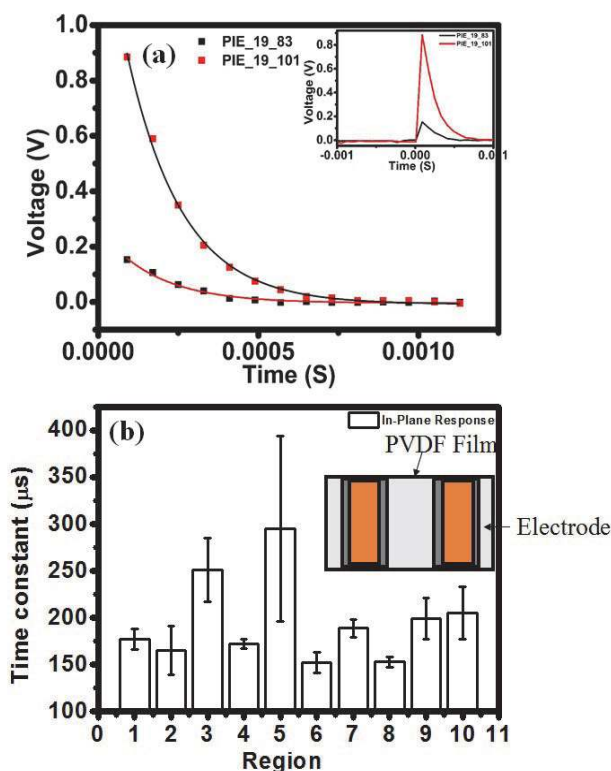 (a)
PIE_19_83
PIE_19_101
1.0
0.8
0.6
0.4
0.2
0.0
Voltage (V)
0.0000
0.0005
0.0010
Time (S)
PIE_19_83
PIE_19_101
0.8
0.6
0.4
0.2
0.0
Voltage (V)
-0.001
0.000
0.001
Time (S)
(b)
In-Plane Response
PVDF Film
Electrode
400
350
300
250
200
150
100
Time constant (μs)
0 1 2 3 4 5 6 7 8 9 10 11
Region